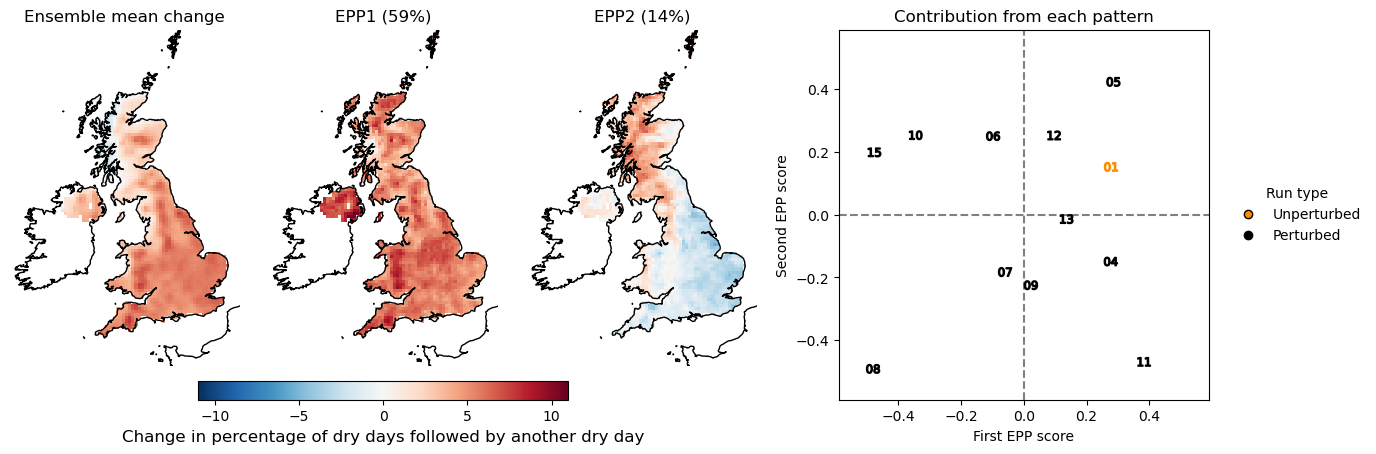 Ensemble mean change
EPP1 (59%)
EPP2 (14%)
Contribution from each pattern
−10
−5
0
5
10
Change in percentage of dry days followed by another dry day
Second EPP score
0.4
0.2
0.0
−0.2
−0.4
05
10
06
12
15
01
13
07
09
04
08
11
−0.4
−0.2
0.0
0.2
0.4
First EPP score
Run type
Unperturbed
Perturbed